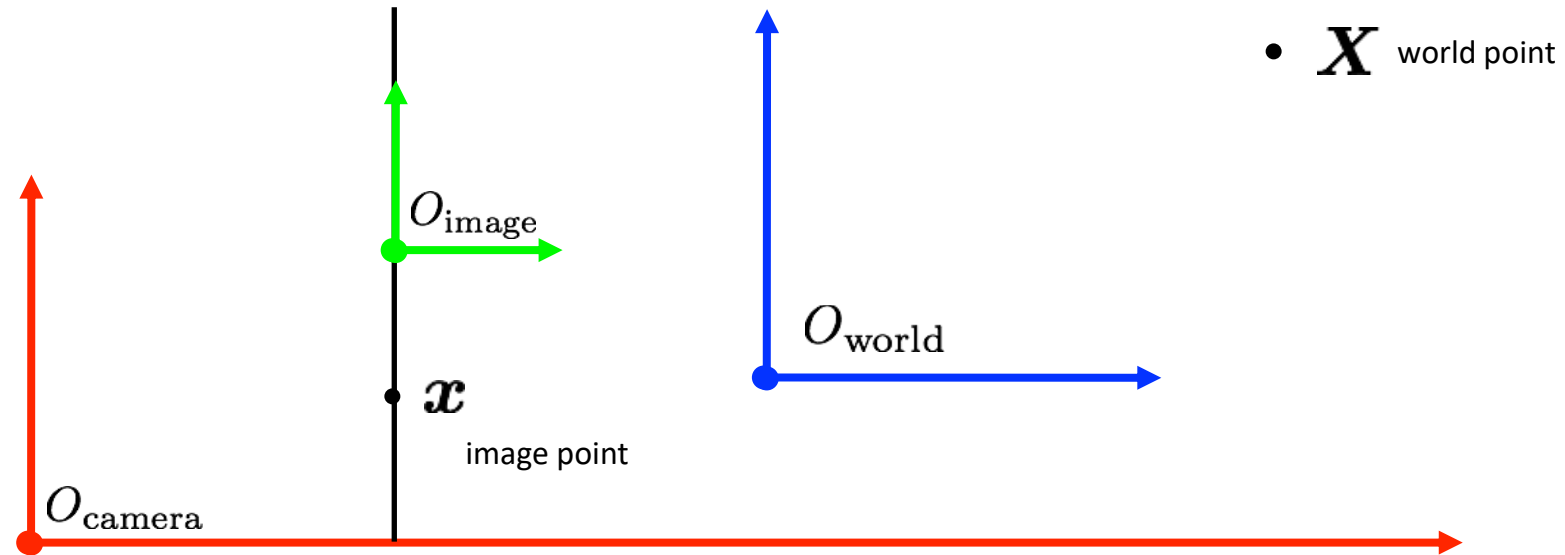 X world point
O_image
O_world
x
image point
O_camera